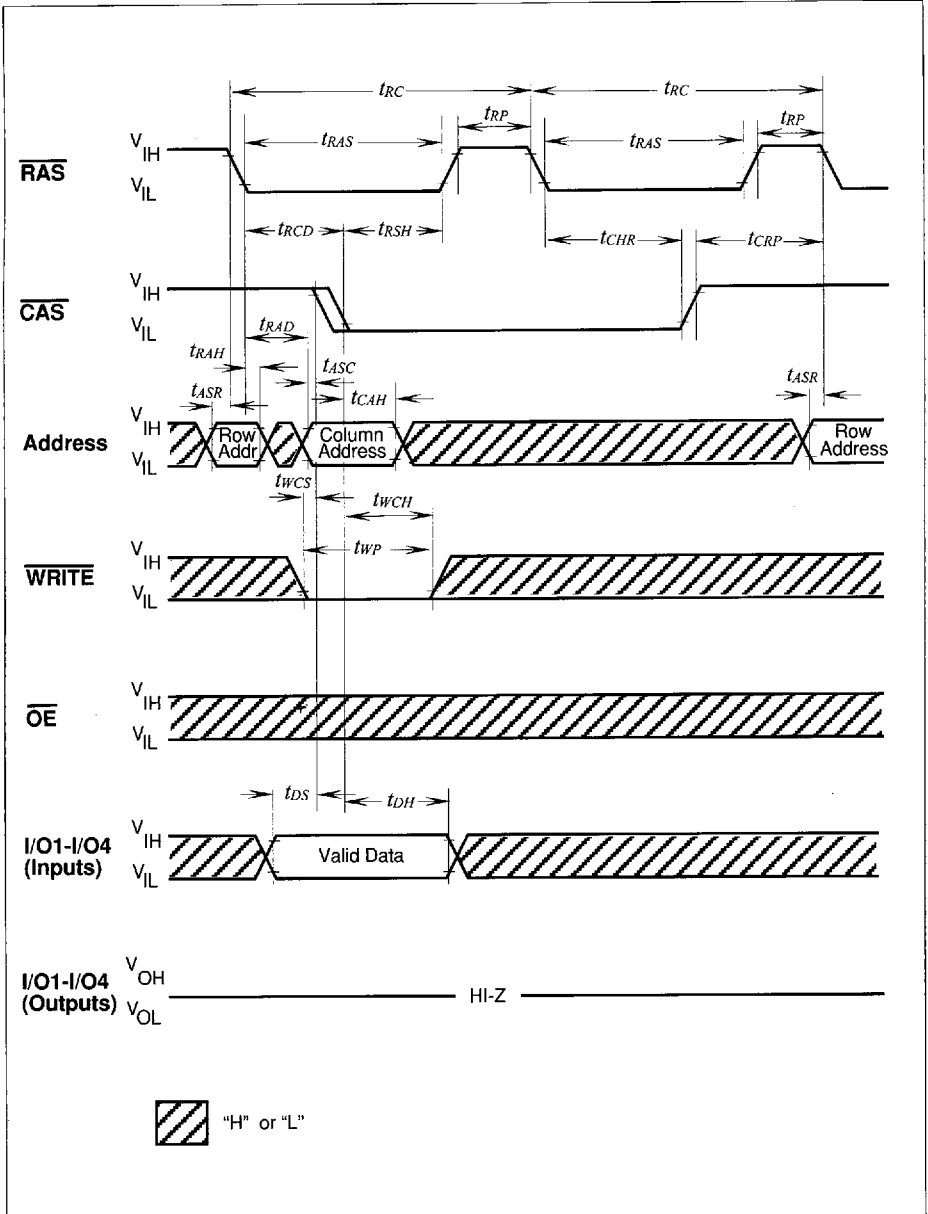 tRC tRC
tRP tRP
tRAS tRAS
RAS VIH
VIL
tRCD tRSH tCHR tCRP
CAS VIH
VIL
tRAD
tRAH tASC
tASR tCAH tASR
Address VIH
VIL
Row Addr
Column Address
Row Address
tWCS tWCH
tWP
WRITE VIH
VIL
OE VIH
VIL
tDS tDH
I/O1-I/O4 (Inputs) VIH
VIL
Valid Data
I/O1-I/O4 (Outputs) VOH
VOL
HI-Z
“H” or “L”